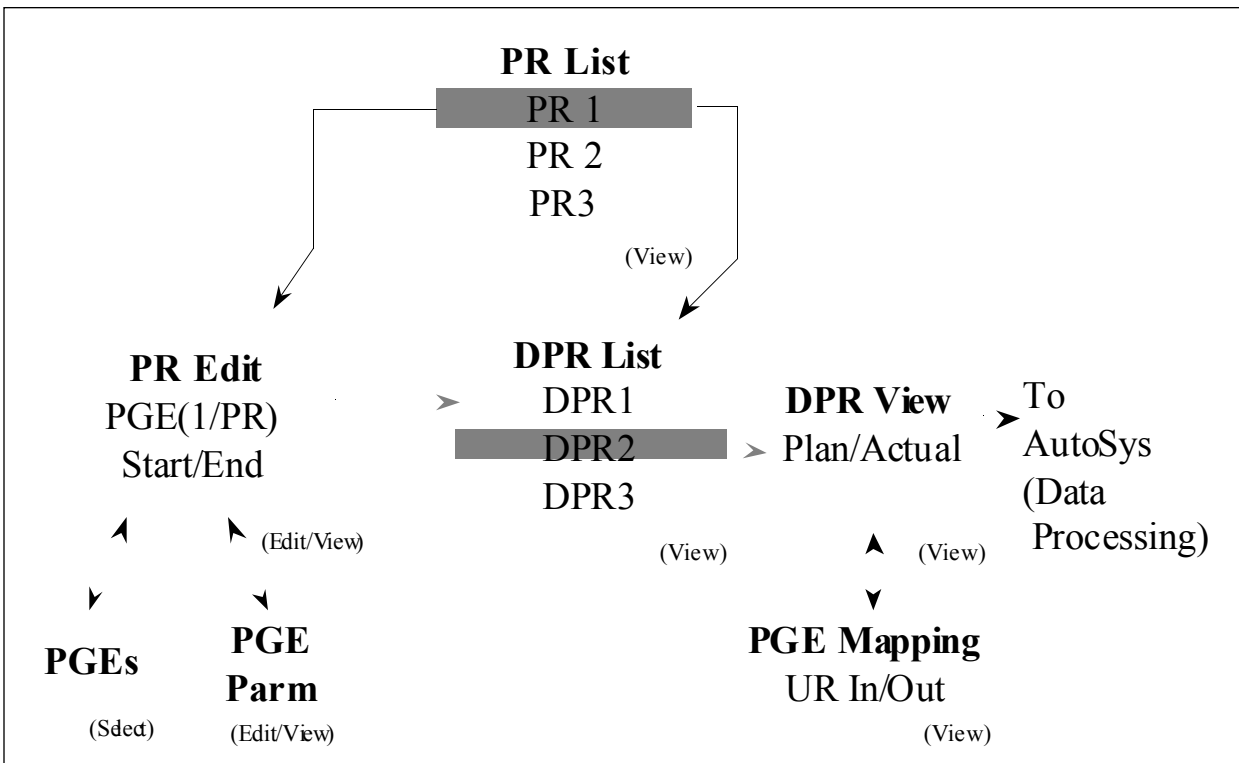 PR List
PR 1
PR 2
PR3
(View)
PR Edit
PGE(1/PR)
Start/End
(Edit/View)
DPR List
DPR1
DPR2
DPR3
(View)
DPR View
Plan/Actual
(View)
To
AutoSys
(Data
Processing)
PGEs
(Select)
PGE
Parm
(Edit/View)
PGE Mapping
UR In/Out
(View)